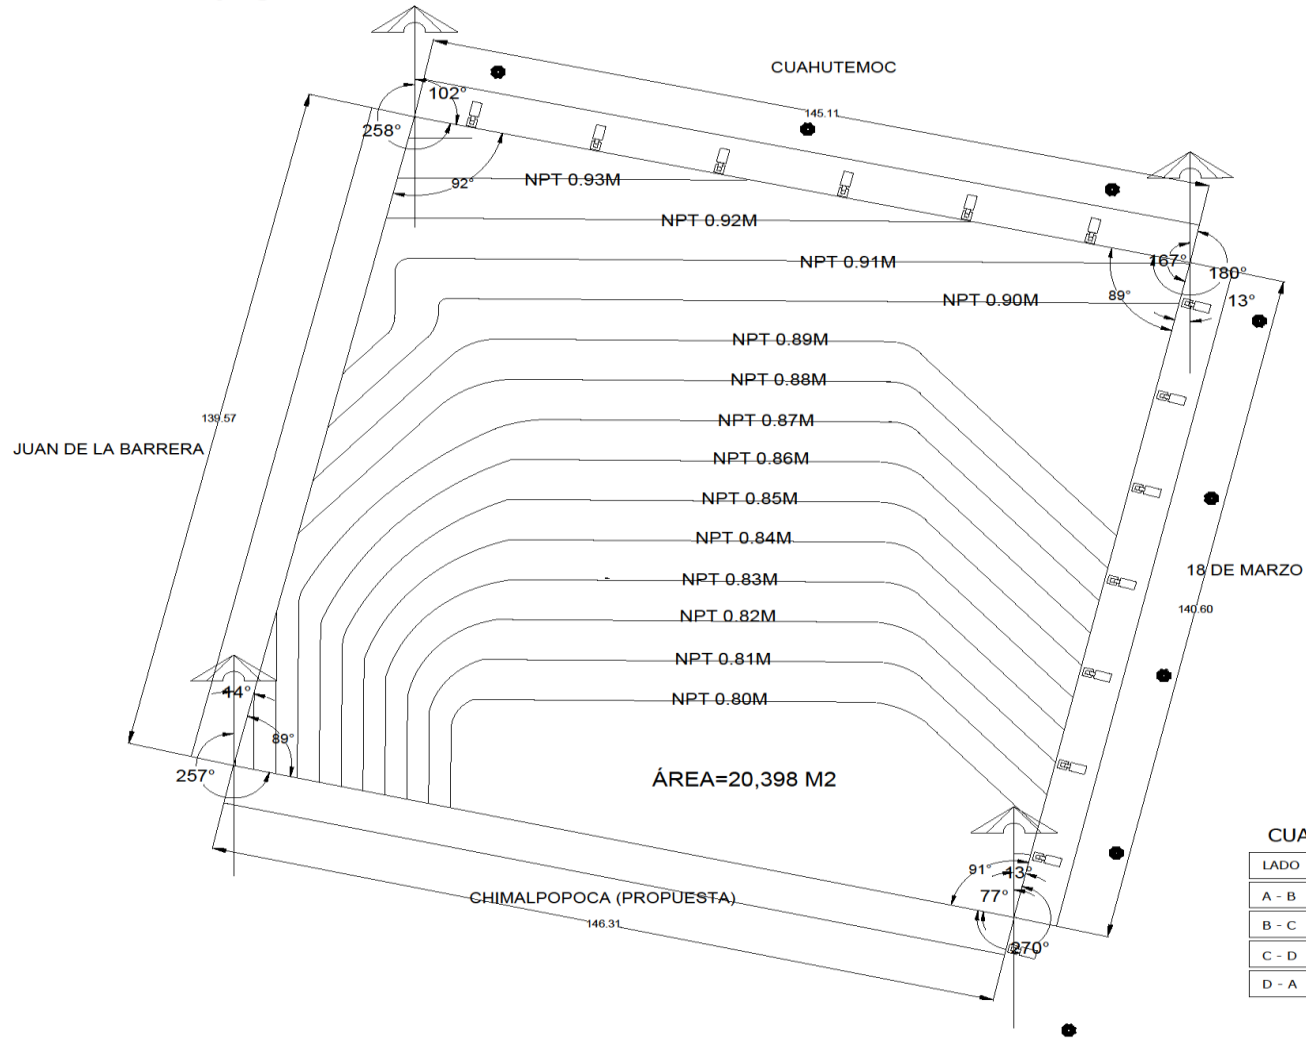 CUAHUTEMOC
145.11
102°
258°
92°
NPT 0.93M
NPT 0.92M
NPT 0.91M
167°
180°
89°
13°
NPT 0.90M
NPT 0.89M
NPT 0.88M
NPT 0.87M
139.57
JUAN DE LA BARRERA
NPT 0.86M
NPT 0.85M
NPT 0.84M
NPT 0.83M
18 DE MARZO
140.60
NPT 0.82M
NPT 0.81M
NPT 0.80M
14°
89°
257°
ÁREA=20,398 M2
91°
13°
77°
270°
CHIMALPOPOCA (PROPUESTA)
146.31
CUA
LADO
A - B
B - C
C - D
D - A